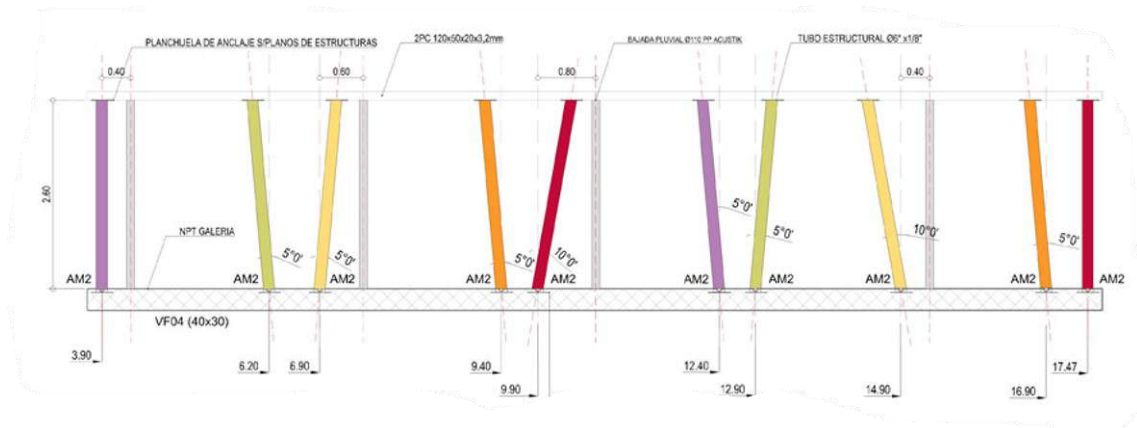 PLANCHUELA DE ANCLAJE S/PLANOS DE ESTRUCTURAS
2PC 120x60x20x3,2mm
BAJADA PLUVIAL Ø110 PP ACUSTIK
TUBO ESTRUCTURAL Ø6" x1/8"
0.40
0.60
0.80
0.40
2.60
NPT GALERIA
5°0'
5°0'
5°0'
10°0'
5°0'
5°0'
10°0'
5°0'
AM2
AM2
AM2
AM2
AM2
AM2
AM2
AM2
AM2
AM2
VF04 (40x30)
3.90
6.20
6.90
9.40
9.90
12.40
12.90
14.90
16.90
17.47